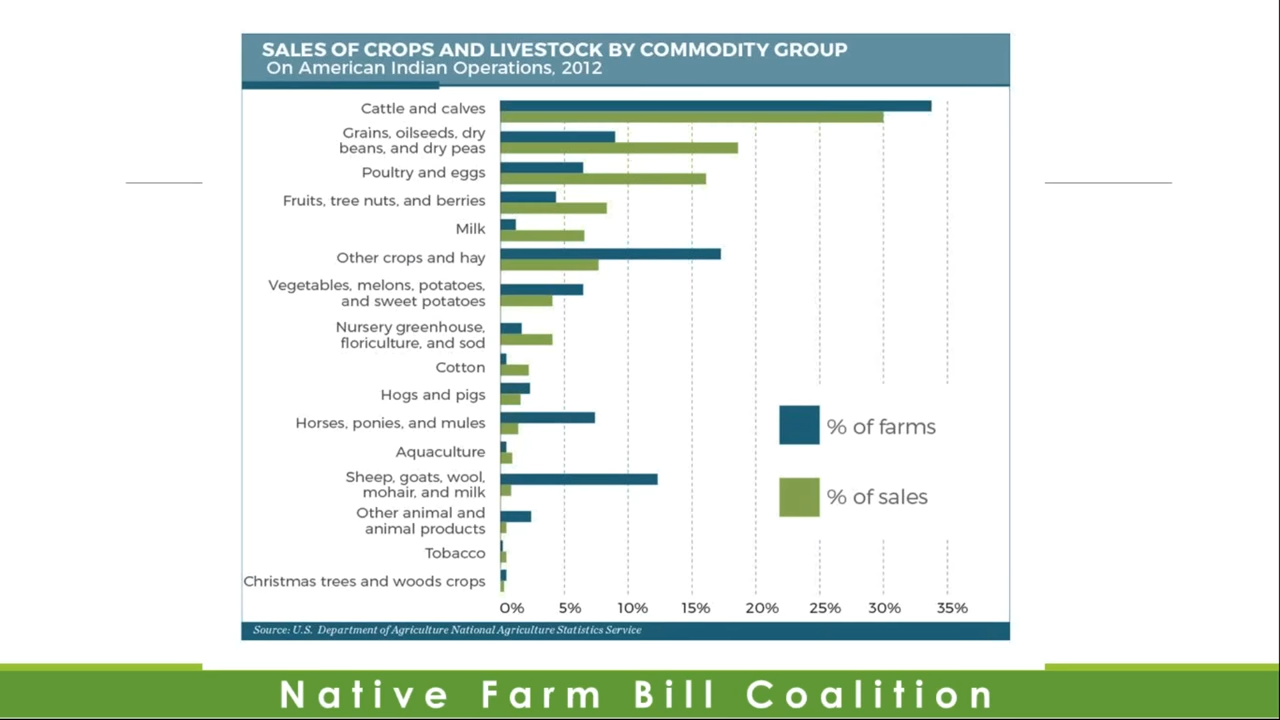 SALES OF CROPS AND LIVESTOCK BY COMMODITY GROUP
On American Indian Operations, 2012
Cattle and calves
Grains, oilseeds, dry
beans, and dry peas
Poultry and eggs
Fruits, tree nuts, and berries
Milk
Other crops and hay
Vegetables, melons, potatoes,
and sweet potatoes
Nursery greenhouse,
floriculture, and sod
Cotton
Hogs and pigs
Horses, ponies, and mules
Aquaculture
Sheep, goats, wool,
mohair, and milk
Other animal and
animal products
Tobacco
Christmas trees and woods crops
% of farms
% of sales
0% 5% 10% 15% 20% 25% 30% 35%
Source: U.S. Department of Agriculture National Agriculture Statistics Service
Native Farm Bill Coalition